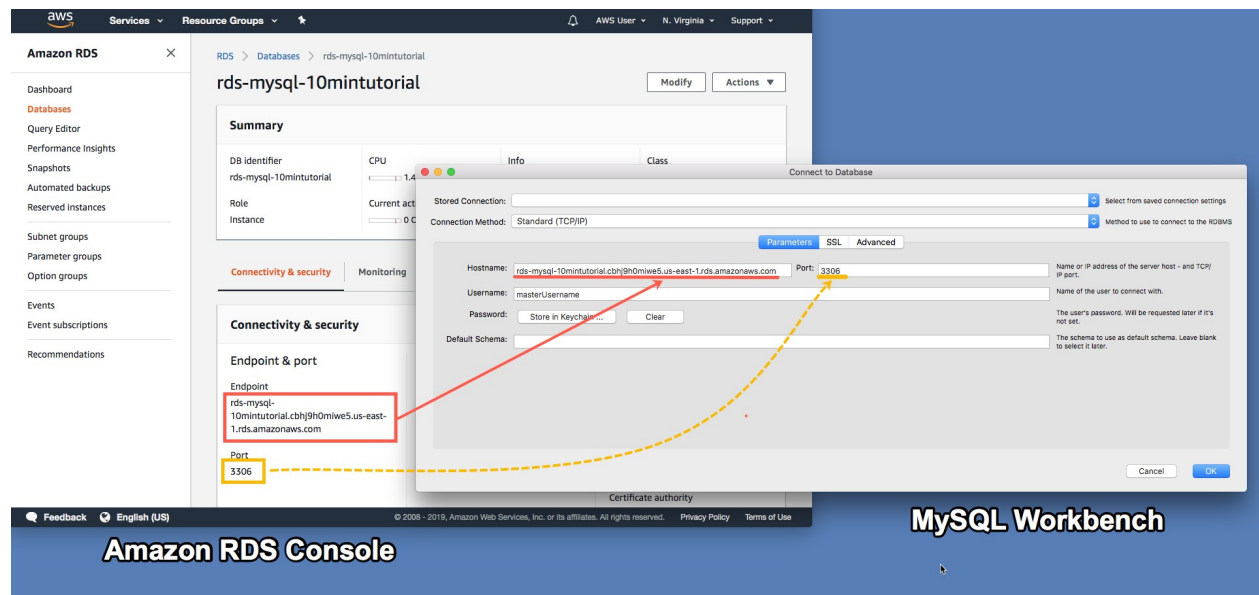 aws Services Resource Groups AWS User N. Virginia Support
Amazon RDS
RDS > Databases > rds-mysql-10mintutorial
rds-mysql-10mintutorial
Modify Actions
Dashboard
Databases
Query Editor
Performance Insights
Snapshots
Automated backups
Reserved instances
Subnet groups
Parameter groups
Option groups
Events
Event subscriptions
Recommendations
Summary
DB identifier CPU Info Class
rds-mysql-10mintutorial 1.4
Role Current act
Instance 0 C
Connectivity & security Monitoring
Connectivity & securit
Endpoint & port
Endpoint
rds-mysql-
10mintutorial.cbhj9h0miwe5.us-east-
1.rds.amazonaws.com
Port
3306
Certificate authority
Feedback English (US) © 2008 - 2019, Amazon Web Services, Inc. or its affiliates. All rights reserved. Privacy Policy Terms of Use
Amazon RDS Console
Connect to Database
Stored Connection: Select from saved connection settings
Connection Method: Standard (TCP/IP) Method to use to connect to the RDBMS
Parameters SSL Advanced
Hostname: rds-mysql-10mintutorial.cbhj9h0miwe5.us-east-1.rds.amazonaws.com Port: 3306 Name or IP address of the server host - and TCP/
IP port.
Username: masterUsername Name of the user to connect with.
Password: Store in Keychain ... Clear The user's password. Will be requested later if it's
not set.
Default Schema: The schema to use as default schema. Leave blank
to select it later.
Cancel OK
MySQL Workbench